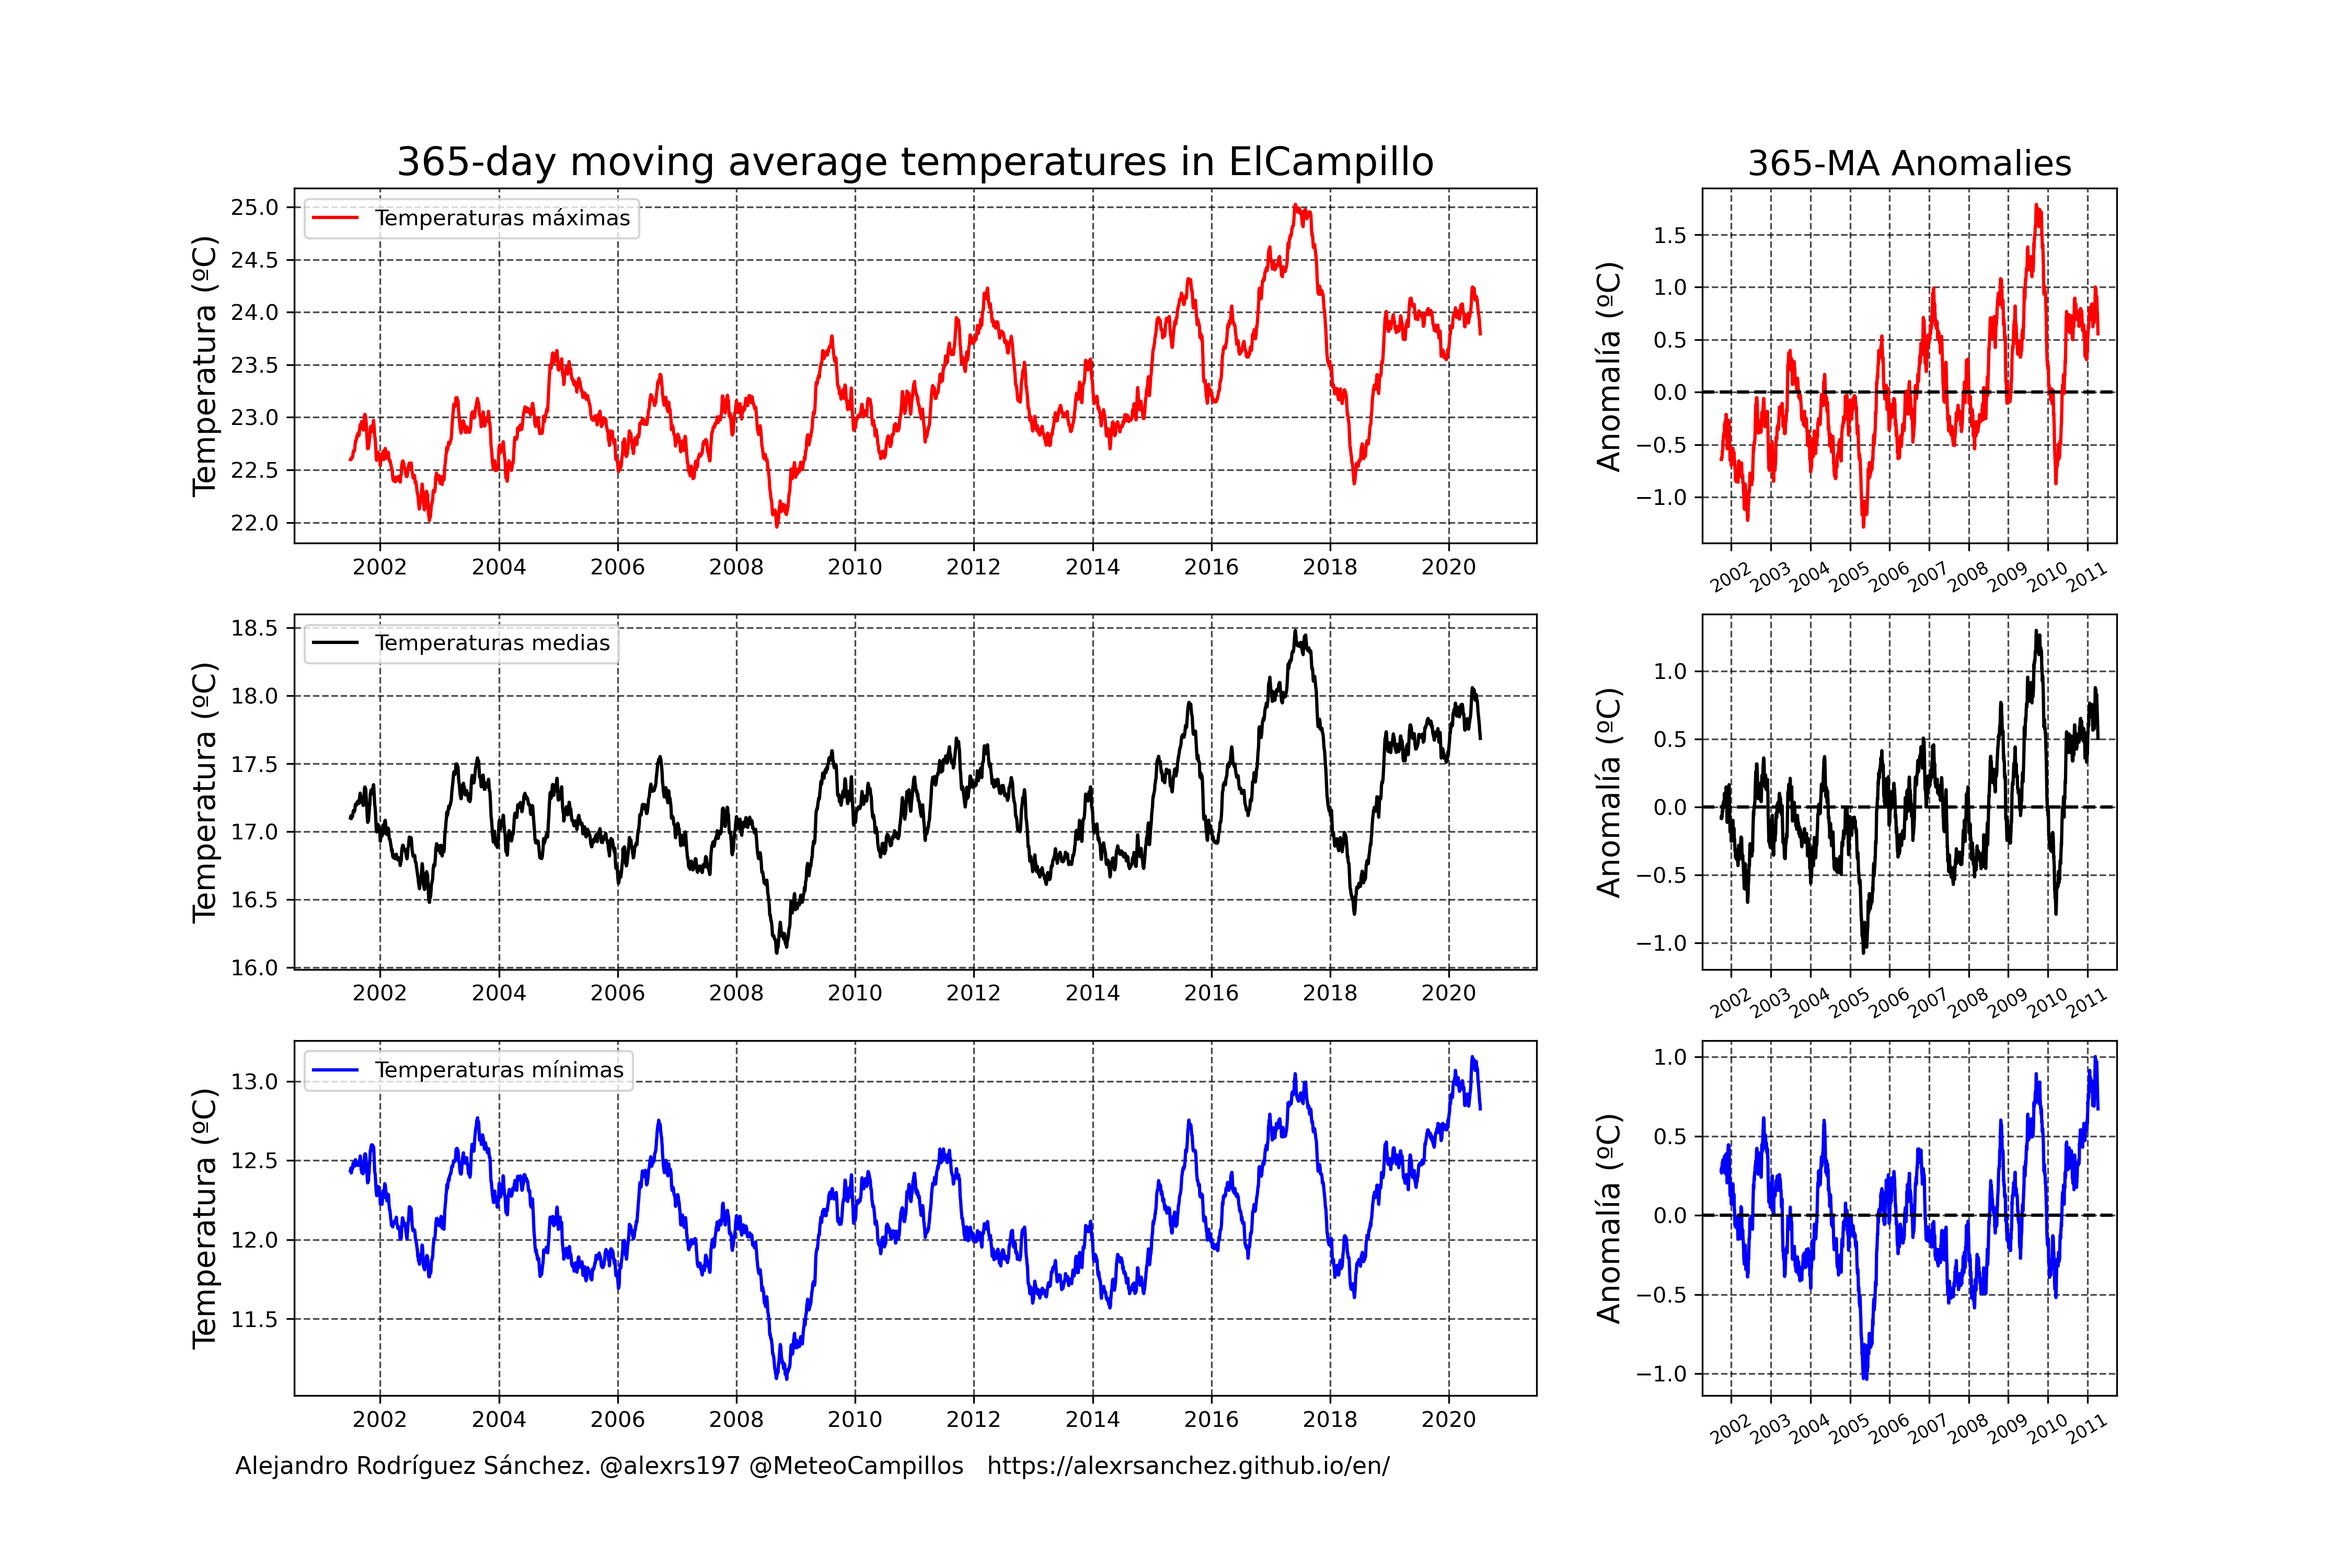 365-day moving average temperatures in ElCampillo
365-MA Anomalies
Temperatura (ºC)
25.0
24.5
24.0
23.5
23.0
22.5
22.0
Temperaturas máximas
2002 2004 2006 2008 2010 2012 2014 2016 2018 2020
Anomalía (ºC)
1.5
1.0
0.5
0.0
−0.5
−1.0
2002 2003 2004 2005 2006 2007 2008 2009 2010 2011
Temperatura (ºC)
18.5
18.0
17.5
17.0
16.5
16.0
Temperaturas medias
2002 2004 2006 2008 2010 2012 2014 2016 2018 2020
Anomalía (ºC)
1.0
0.5
0.0
−0.5
−1.0
2002 2003 2004 2005 2006 2007 2008 2009 2010 2011
Temperatura (ºC)
13.0
12.5
12.0
11.5
Temperaturas mínimas
2002 2004 2006 2008 2010 2012 2014 2016 2018 2020
Anomalía (ºC)
1.0
0.5
0.0
−0.5
−1.0
2002 2003 2004 2005 2006 2007 2008 2009 2010 2011
Alejandro Rodríguez Sánchez. @alexrs197 @MeteoCampillos https://alexrsanchez.github.io/en/